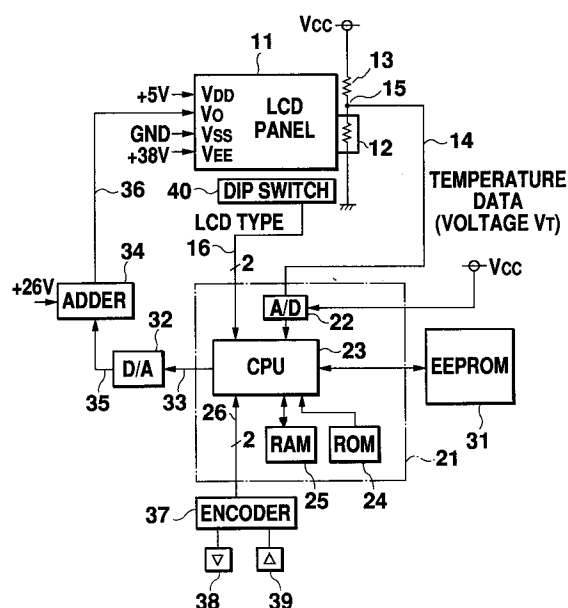 VCC
11
13
15
+5V
VDD
LCD
PANEL
VO
GND
VSS
+38V
VEE
12
14
40
DIP SWITCH
TEMPERATURE
DATA
(VOLTAGE VT)
36
LCD TYPE
16
2
34
+26V
ADDER
VCC
A/D
22
32
D/A
23
CPU
EEPROM
35
33
26
31
2
RAM
ROM
21
25
24
37
ENCODER
▽
△
38
39